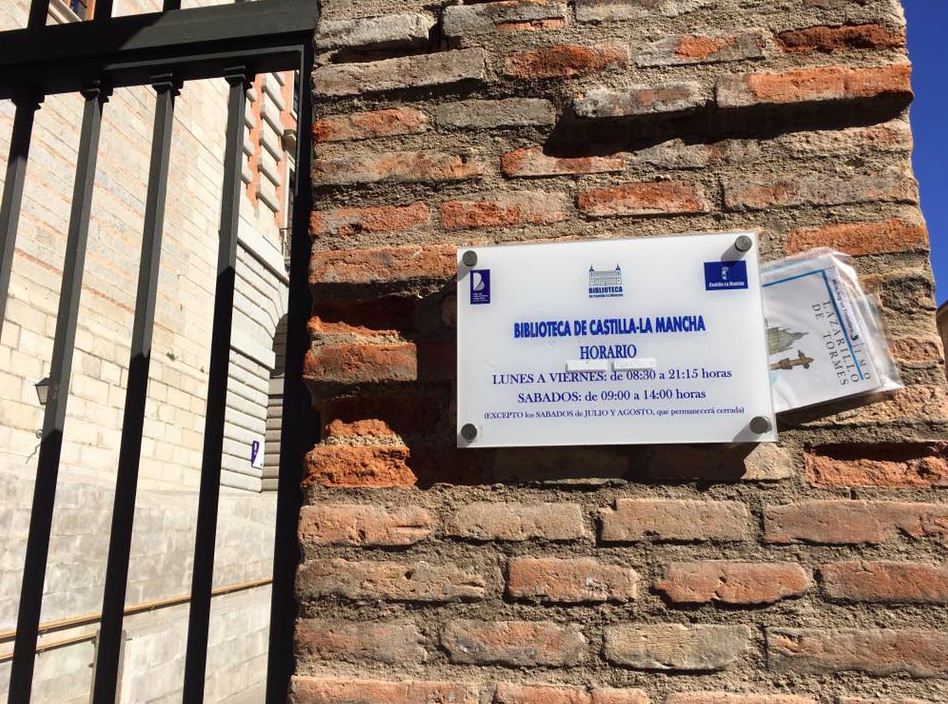 BIBLIOTECA
de Castilla-La Mancha
Castilla-La Mancha
BIBLIOTECA DE CASTILLA-LA MANCHA
HORARIO
LUNES A VIERNES: de 08:30 a 21:15 horas
SABADOS: de 09:00 a 14:00 horas
(EXCEPTO los SABADOS de JULIO Y AGOSTO, que permanecerá cerrada)
LAZARILLO
DE TORMES